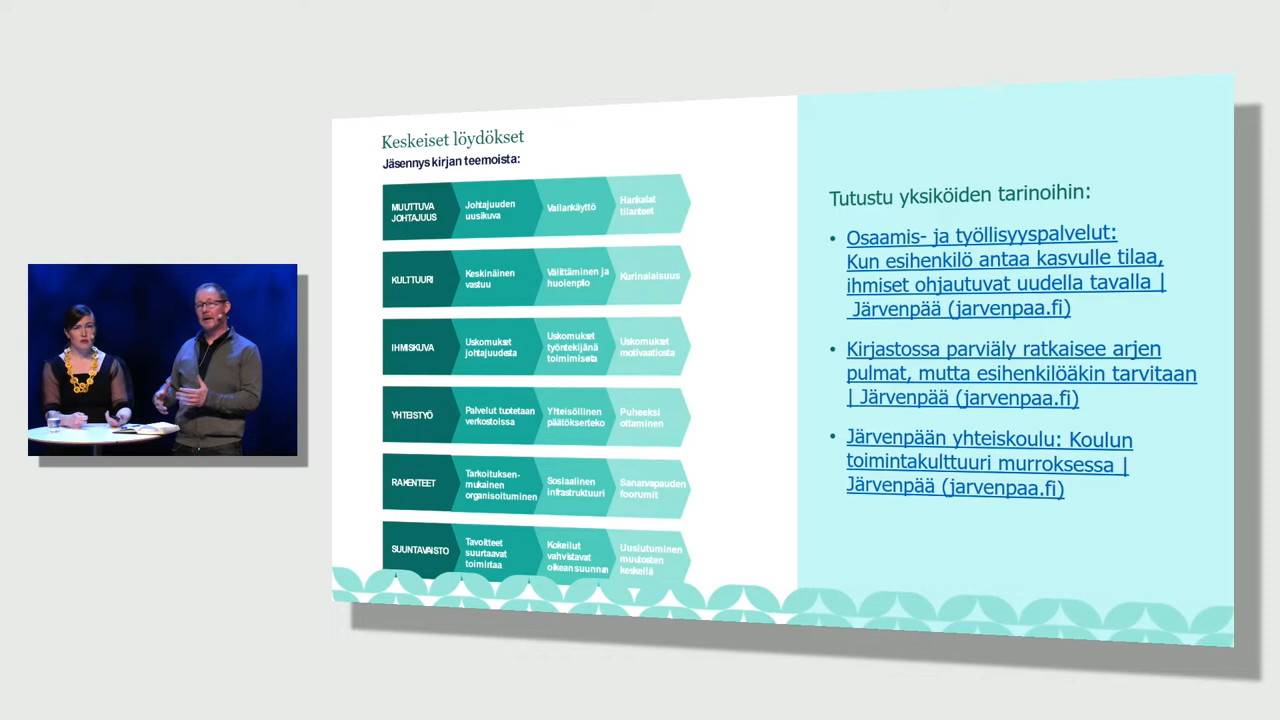 Keskeiset löydökset
Jäsennys kirjan teemoista:
MUUTTUVA
JOHTAJUUS
Johtajuuden
uusikuva
Vallankäyttö
Hankalat
tilanteet
KULTTUURI
Keskinäinen
vastuu
Välittäminen ja
huolenpito
Kurinalaisuus
IHMISKUVA
Uskomukset
johtajuudesta
Uskomukset
työntekijänä
toimimisesta
Uskomukset
motivaatiosta
YHTEISTYÖ
Palvelut tuotetaan
verkostoissa
Yhteisöllinen
päätökserteko
Puheeksi
ottaminen
RAKENTEET
Tarkoituksen-
mukainen
organisoituminen
Sosiaalinen
infrastruktuuri
Sananvapauden
foorumit
SUUNTAVAISTO
Tavoitteet
suurtaavat
toimirtaa
Kokeilut
vahvistavat
oikean suunnan
Uusiutuminen
muutosten
keskellä
Tutustu yksiköiden tarinoihin:
• Osaamis- ja työllisyyspalvelut:
Kun esihenkilö antaa kasvulle tilaa,
ihmiset ohjautuvat uudella tavalla |
Järvenpää (jarvenpaa.fi)
• Kirjastossa parviäly ratkaisee arjen
pulmat, mutta esihenkilöäkin tarvitaan
| Järvenpää (jarvenpaa.fi)
• Järvenpään yhteiskoulu: Koulun
toimintakulttuuri murroksessa |
Järvenpää (jarvenpaa.fi)